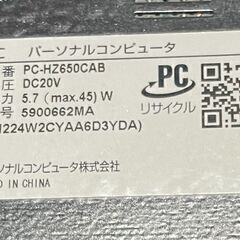 パーソナルコンピュータ
番 PC-HZ650CAB
圧 DC20V
力 5.7 (max.45) W
号 5900662MA
224W2CYAA6D3YDA)
PC
リサイクル
ソナルコンピュータ株式会社
D IN CHINA